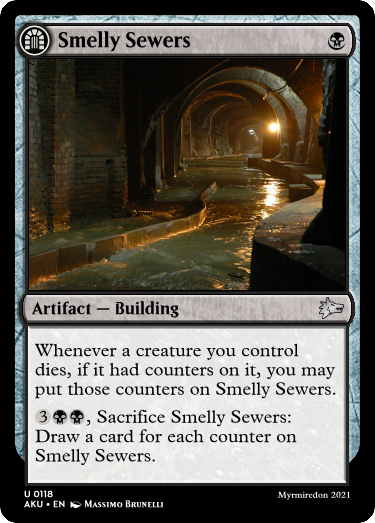 Smelly Sewers
Artifact — Building
Whenever a creature you control
dies, if it had counters on it, you may
put those counters on Smelly Sewers.
3, Sacrifice Smelly Sewers:
Draw a card for each counter on
Smelly Sewers.
U 0118
AKU • EN Massimo Brunelli
Myrmiredon 2021